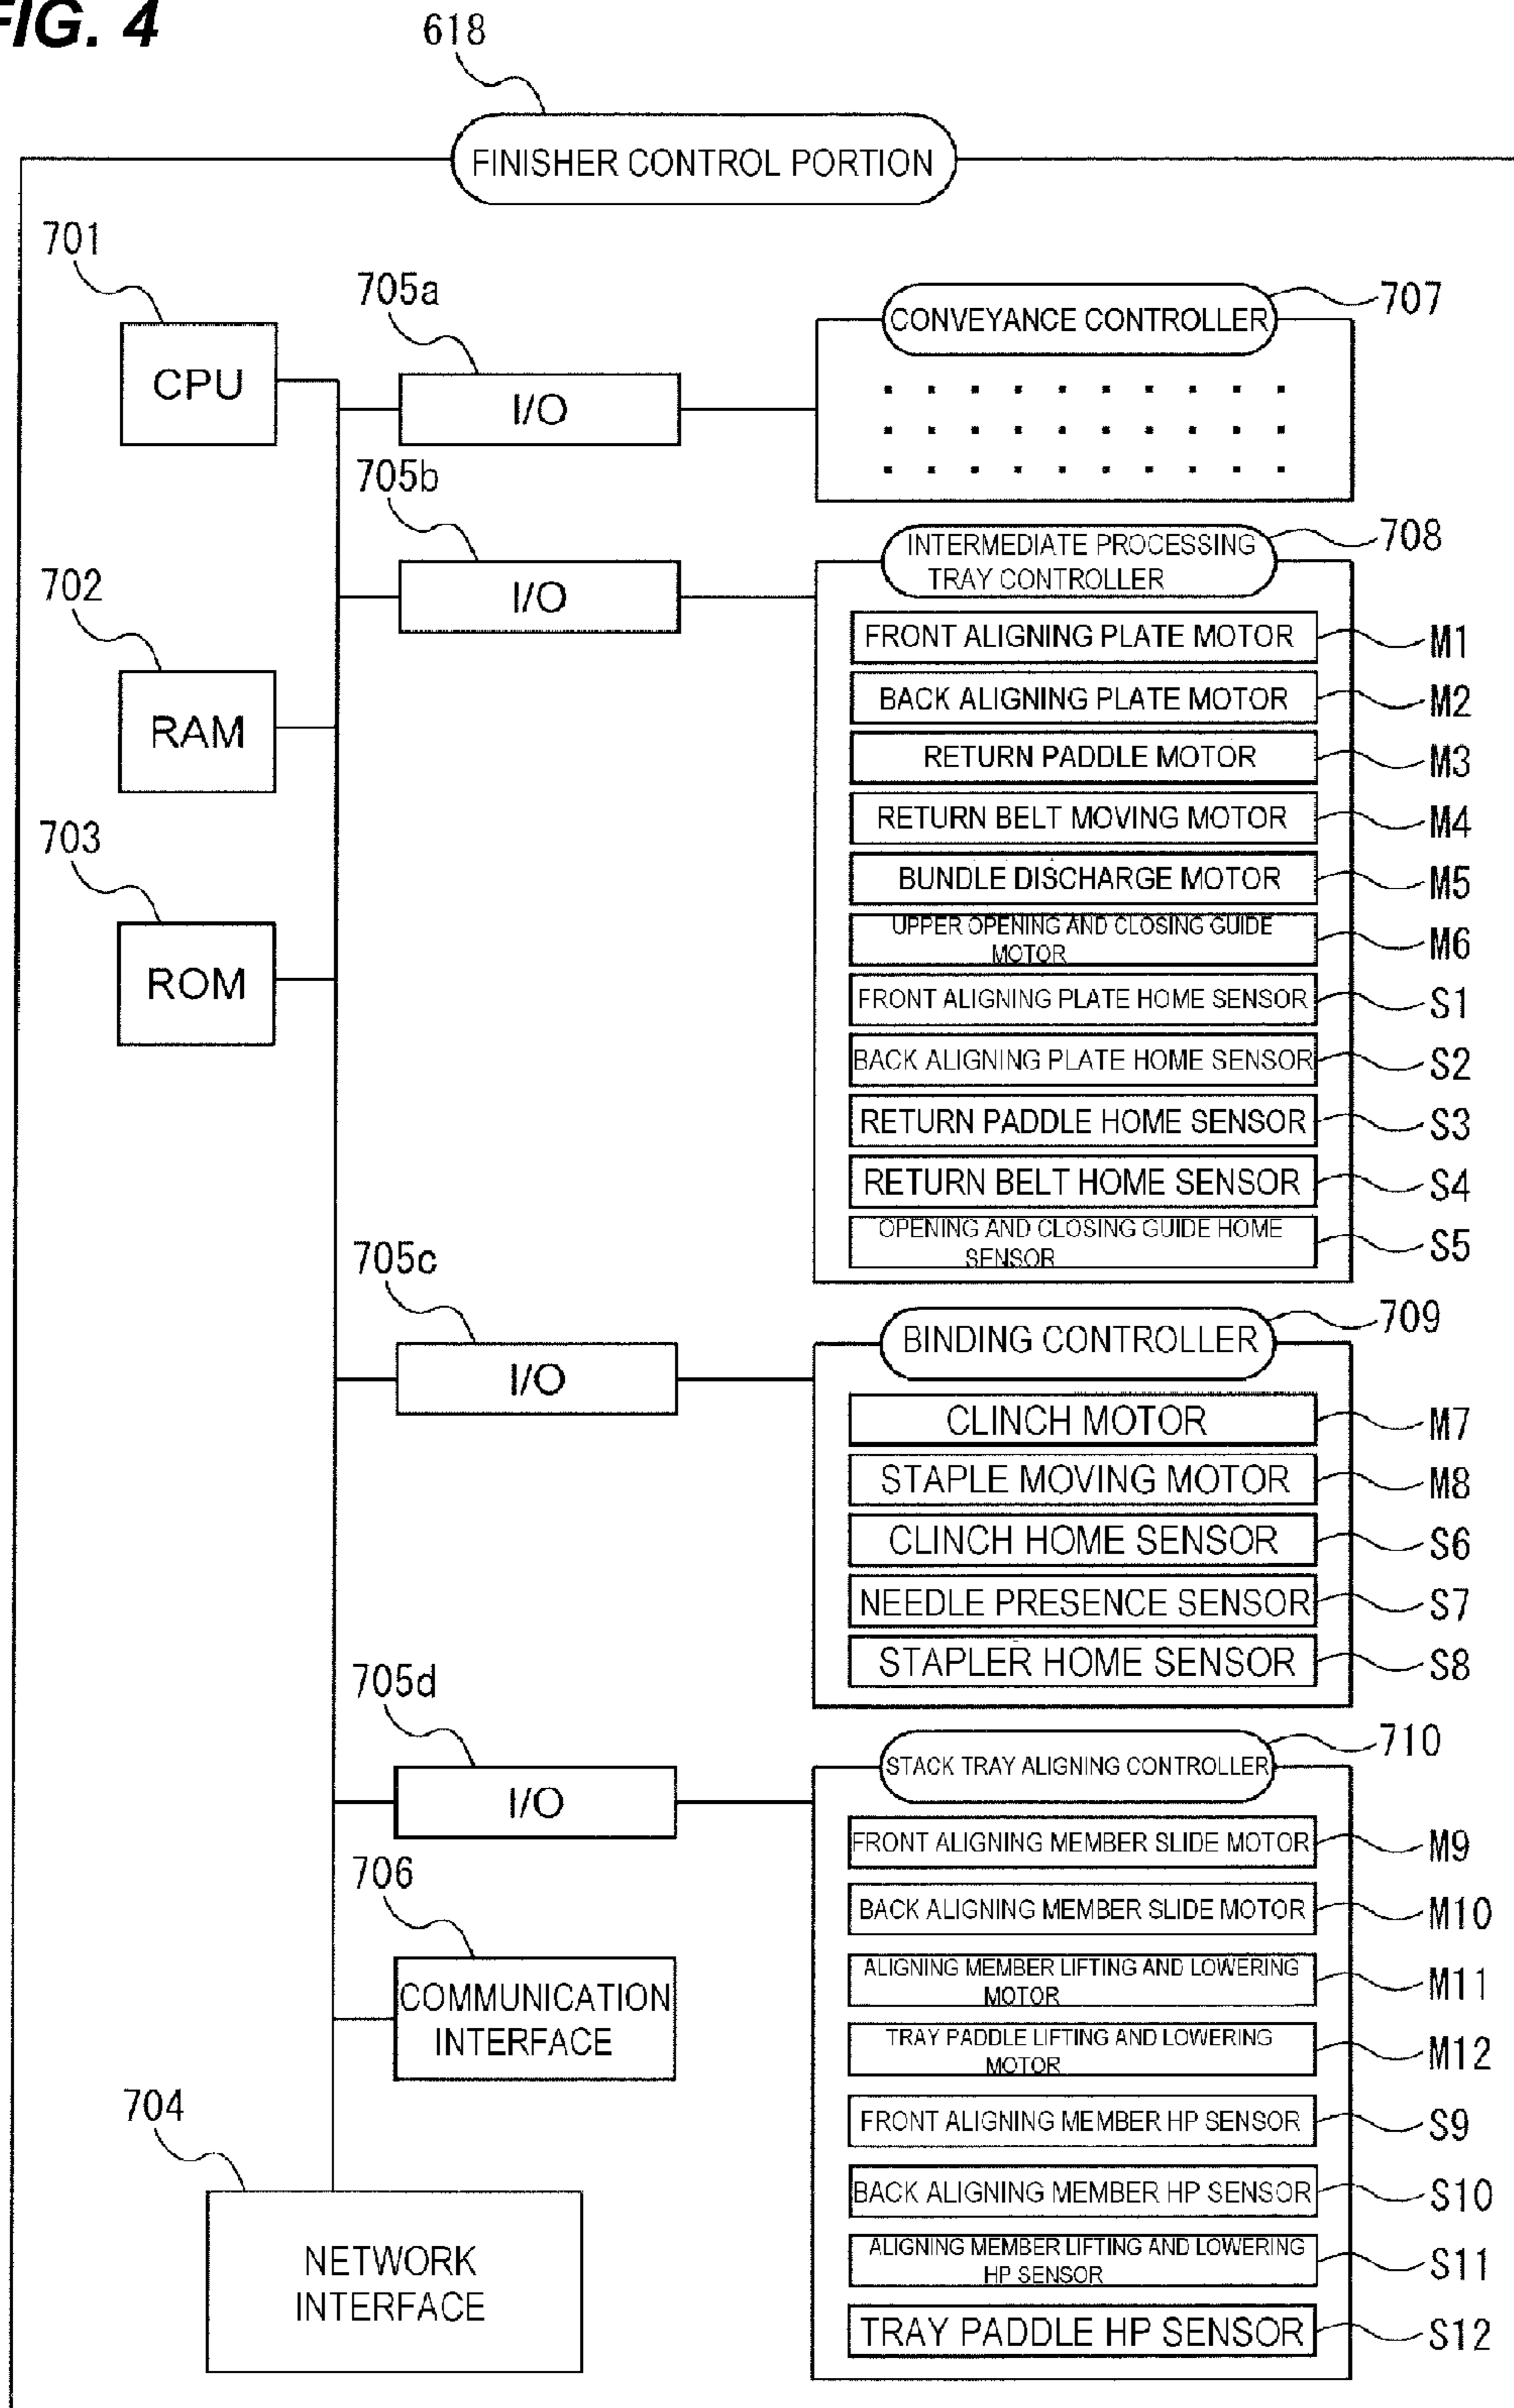 FIG. 4
618
FINISHER CONTROL PORTION
701
CPU
705a
I/O
707
CONVEYANCE CONTROLLER
705b
I/O
708
INTERMEDIATE PROCESSING
TRAY CONTROLLER
702
RAM
FRONT ALIGNING PLATE MOTOR
M1
BACK ALIGNING PLATE MOTOR
M2
RETURN PADDLE MOTOR
M3
RETURN BELT MOVING MOTOR
M4
703
ROM
BUNDLE DISCHARGE MOTOR
M5
UPPER OPENING AND CLOSING GUIDE
MOTOR
M6
FRONT ALIGNING PLATE HOME SENSOR
S1
BACK ALIGNING PLATE HOME SENSOR
S2
RETURN PADDLE HOME SENSOR
S3
RETURN BELT HOME SENSOR
S4
OPENING AND CLOSING GUIDE HOME
SENSOR
S5
705c
I/O
709
BINDING CONTROLLER
CLINCH MOTOR
M7
STAPLE MOVING MOTOR
M8
CLINCH HOME SENSOR
S6
NEEDLE PRESENCE SENSOR
S7
STAPLER HOME SENSOR
S8
705d
I/O
710
STACK TRAY ALIGNING CONTROLLER
FRONT ALIGNING MEMBER SLIDE MOTOR
M9
BACK ALIGNING MEMBER SLIDE MOTOR
M10
706
COMMUNICATION
INTERFACE
ALIGNING MEMBER LIFTING AND LOWERING
MOTOR
M11
TRAY PADDLE LIFTING AND LOWERING
MOTOR
M12
704
NETWORK
INTERFACE
FRONT ALIGNING MEMBER HP SENSOR
S9
BACK ALIGNING MEMBER HP SENSOR
S10
ALIGNING MEMBER LIFTING AND LOWERING
HP SENSOR
S11
TRAY PADDLE HP SENSOR
S12